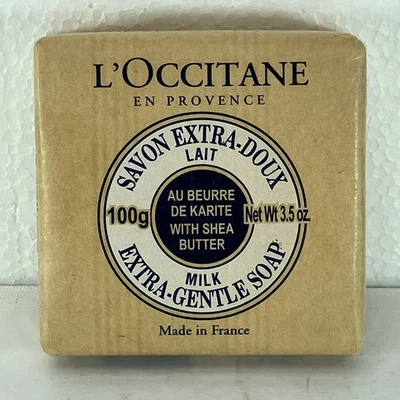 L'OCCITANE
EN PROVENCE
SAVON EXTRA-DOUX
LAIT
100g
AU BEURRE
DE KARITE
WITH SHEA
BUTTER
Net Wt 3.5 oz.
MILK
EXTRA-GENTLE SOAP
Made in France